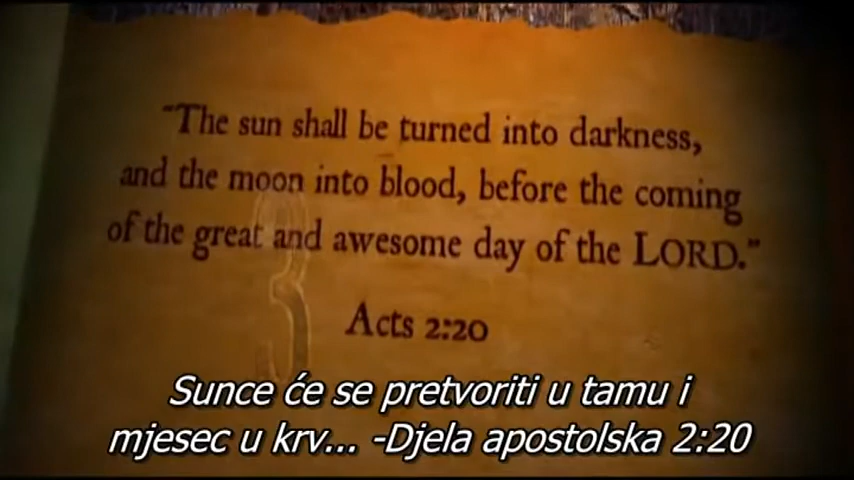 "The sun shall be turned into darkness,
and the moon into blood, before the coming
of the great and awesome day of the LORD."
Acts 2:20
3
Sunce će se pretvoriti u tamu i
mjesec u krv... -Djela apostolska 2:20